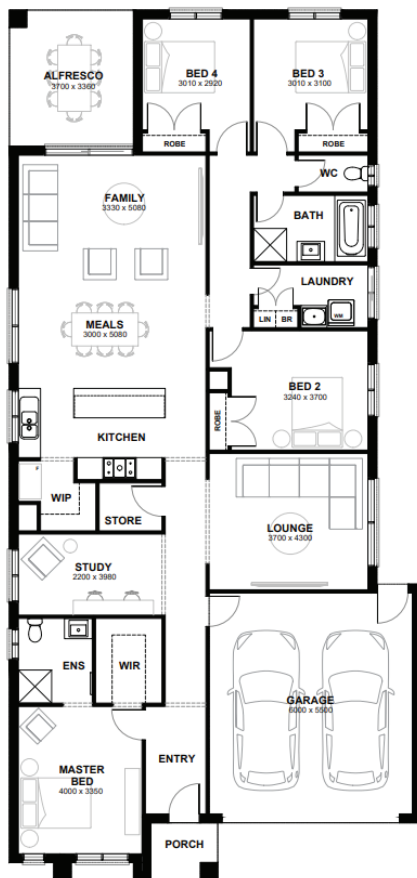 ALFRESCO
3700 x 3360
BED 4
3010 x 2920
BED 3
3010 x 3100
ROBE
ROBE
WC
FAMILY
3330 x 5080
BATH
LAUNDRY
MEALS
3000 x 5080
LIN
BR
WM
BED 2
3240 x 3700
ROBE
KITCHEN
WIP
STORE
LOUNGE
3700 x 4300
STUDY
2200 x 3980
ENS
WIR
GARAGE
6000 x 5500
MASTER
BED
4000 x 3350
ENTRY
PORCH